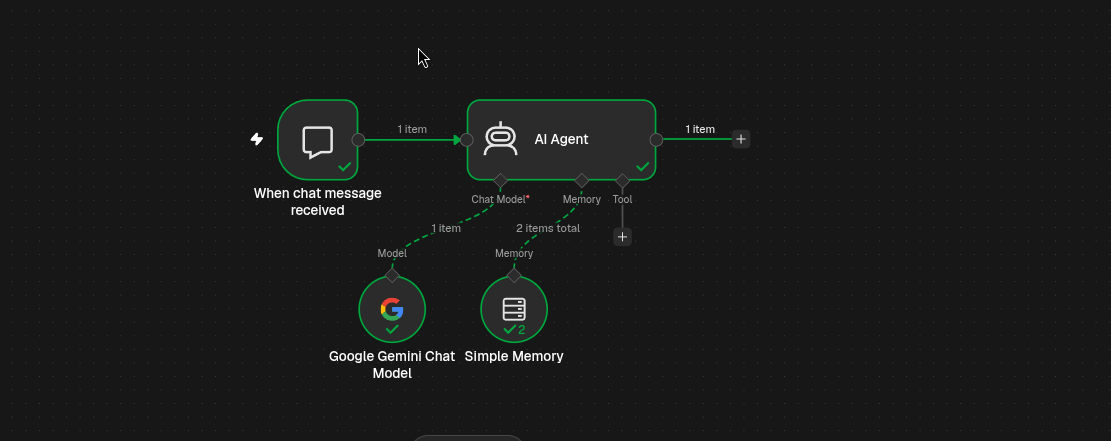 1 item
AI Agent
1 item
When chat message
received
Chat Model*
Memory
Tool
1 item
2 items total
Model
Memory
2
Google Gemini Chat
Model
Simple Memory